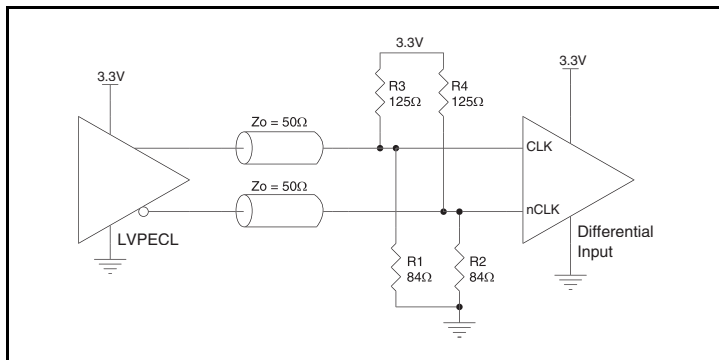 3.3V
3.3V
3.3V
R3
125Ω
R4
125Ω
Zo = 50Ω
CLK
Zo = 50Ω
nCLK
LVPECL
Differential
Input
R1
84Ω
R2
84Ω